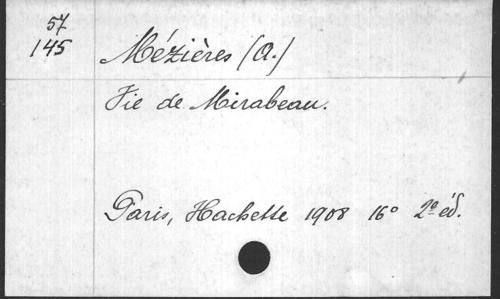 57
145
Mézières (A.)
Vie de Mirabeau.
Paris, Hachette 1908 16° 2e éd.